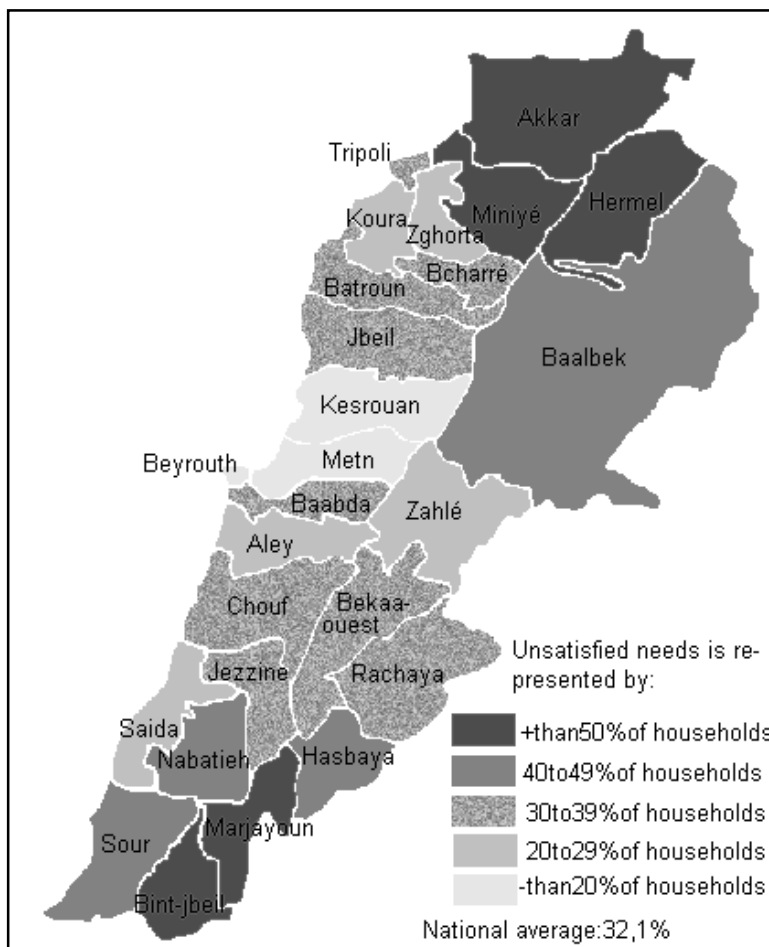 Akkar
Tripoli
Hermel
Miniyé
Koura
Zghorta
Bcharré
Batroun
Jbeil
Baalbek
Kesrouan
Metn
Beyrouth
Baabda
Zahlé
Aley
Chouf
Bekaa-
ouest
Jezzine
Rachaya
Saida
Nabatieh
Hasbaya
Marjayoun
Sour
Bint-jbeil
Unsatisfied needs is re-
presented by:
+than50%of households
40to49%of households
30to39%of households
20to29%of households
-than20%of households
National average:32,1%